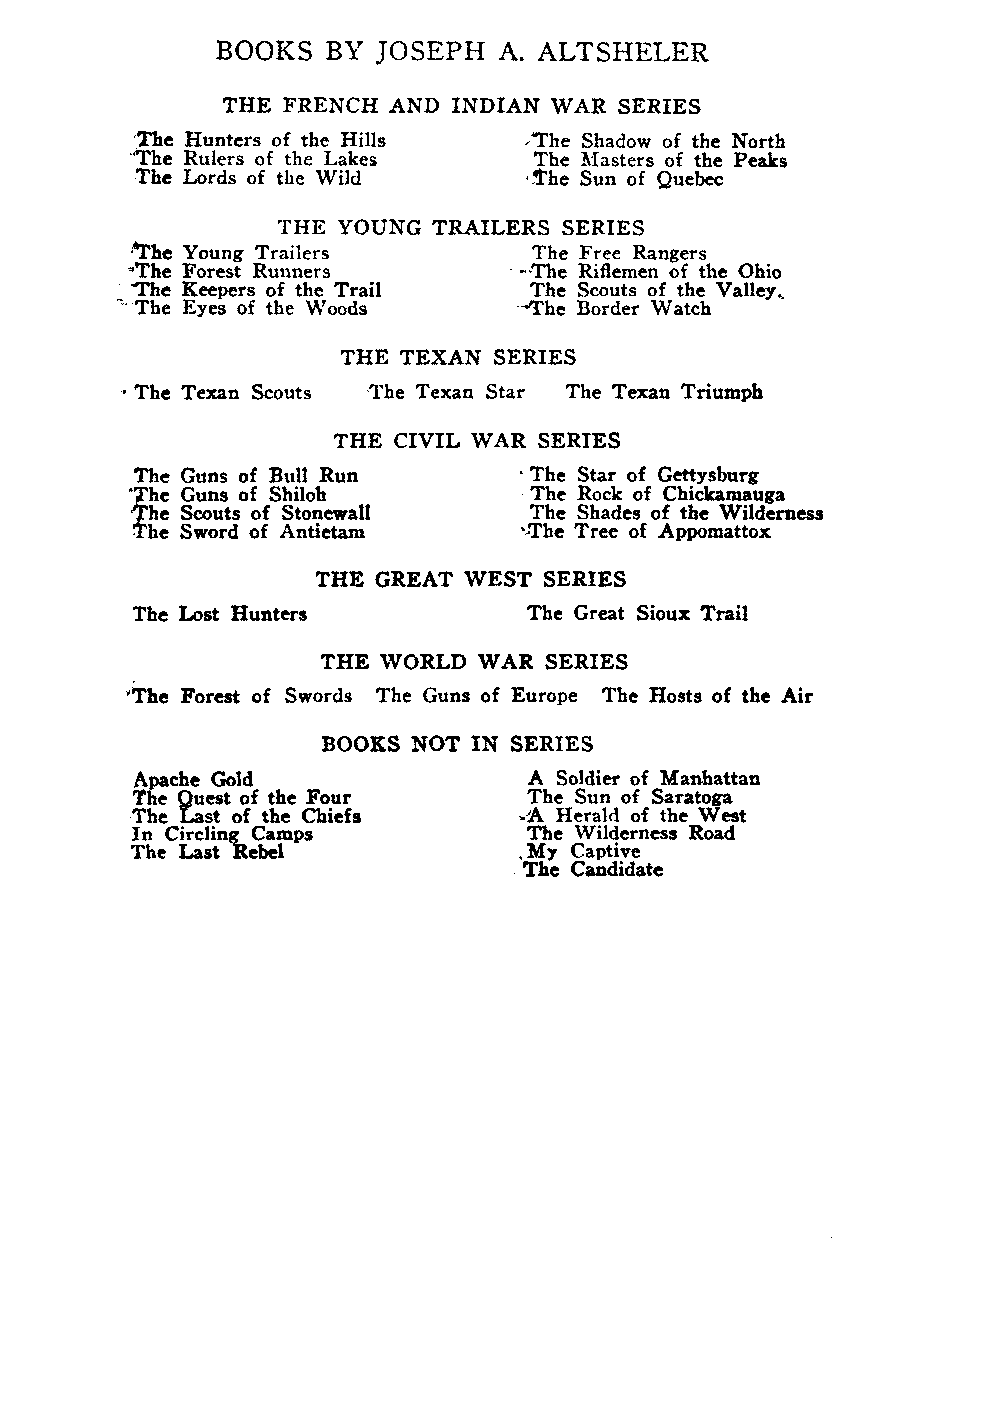 BOOKS BY JOSEPH A. ALTSHELER
THE FRENCH AND INDIAN WAR SERIES
The Hunters of the Hills The Shadow of the North
The Rulers of the Lakes The Masters of the Peaks
The Lords of the Wild The Sun of Quebec
THE YOUNG TRAILERS SERIES
The Young Trailers The Free Rangers
The Forest Runners The Riflemen of the Ohio
The Keepers of the Trail The Scouts of the Valley
The Eyes of the Woods The Border Watch
THE TEXAN SERIES
The Texan Scouts The Texan Star The Texan Triumph
THE CIVIL WAR SERIES
The Guns of Bull Run The Star of Gettysburg
The Guns of Shiloh The Rock of Chickamauga
The Scouts of Stonewall The Shades of the Wilderness
The Sword of Antietam The Tree of Appomattox
THE GREAT WEST SERIES
The Lost Hunters The Great Sioux Trail
THE WORLD WAR SERIES
The Forest of Swords The Guns of Europe The Hosts of the Air
BOOKS NOT IN SERIES
Apache Gold A Soldier of Manhattan
The Quest of the Four The Sun of Saratoga
The Last of the Chiefs A Herald of the West
In Circling Camps The Wilderness Road
The Last Rebel My Captive
The Candidate